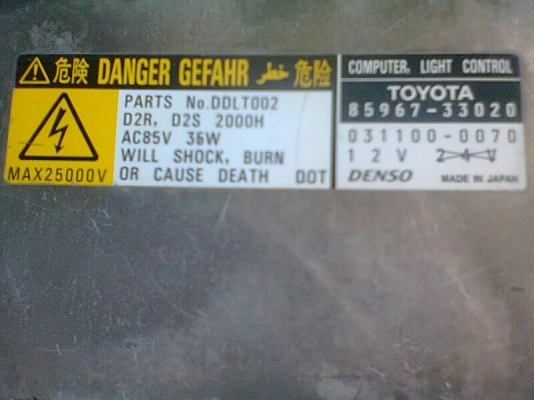 ⚠ 危険 DANGER GEFAHR خطر 危险
PARTS No.DDLT002
D2R, D2S 2000H
AC85V 35W
WILL SHOCK, BURN
OR CAUSE DEATH DOT
MAX25000V
COMPUTER, LIGHT CONTROL
TOYOTA
85967-33020
031100-0070
12V 24V
DENSO MADE IN JAPAN